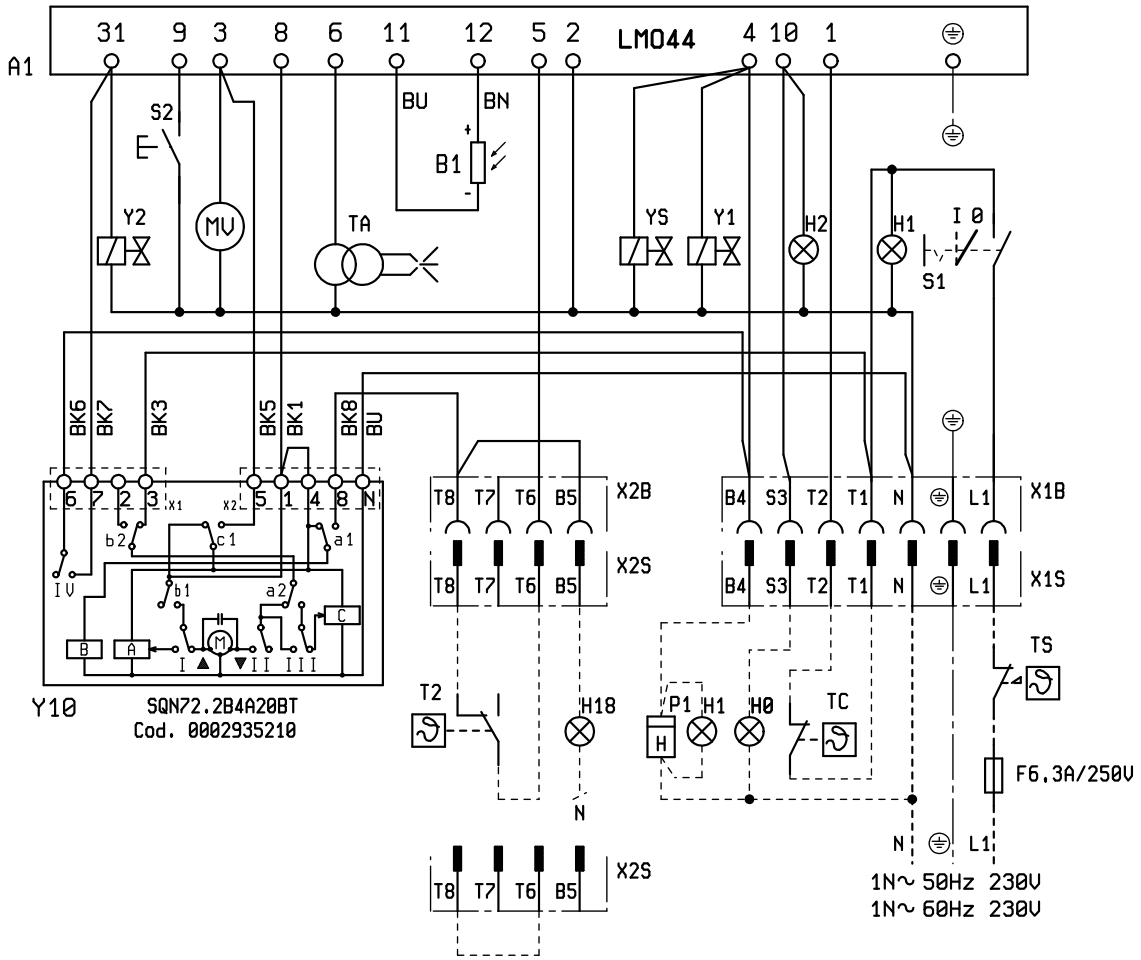 31 9 3 8 6 11 12 5 2 LMO44 4 10 1
A1
S2 BU BN
+
B1
-
Y2 MV TA YS Y1 H2 H1 I 0
S1
BK6 BK7 BK3 BK5 BK1 BK8 BU
6 7 2 3 X1 X2 5 1 4 8 N
b2 c1 a1
IV b1 a2 C
B A I M II III
Y10 SQN72.2B4A20BT
Cod. 0002935210
T8 T7 T6 B5 X2B
X2S
T8 T7 T6 B5
B4 S3 T2 T1 N L1 X1B
X1S
B4 S3 T2 T1 N L1
TS
T2 H18 P1 H1 H0 TC
H
F6,3A/250V
N
N L1
X2S
T8 T7 T6 B5
1N~ 50Hz 230V
1N~ 60Hz 230V